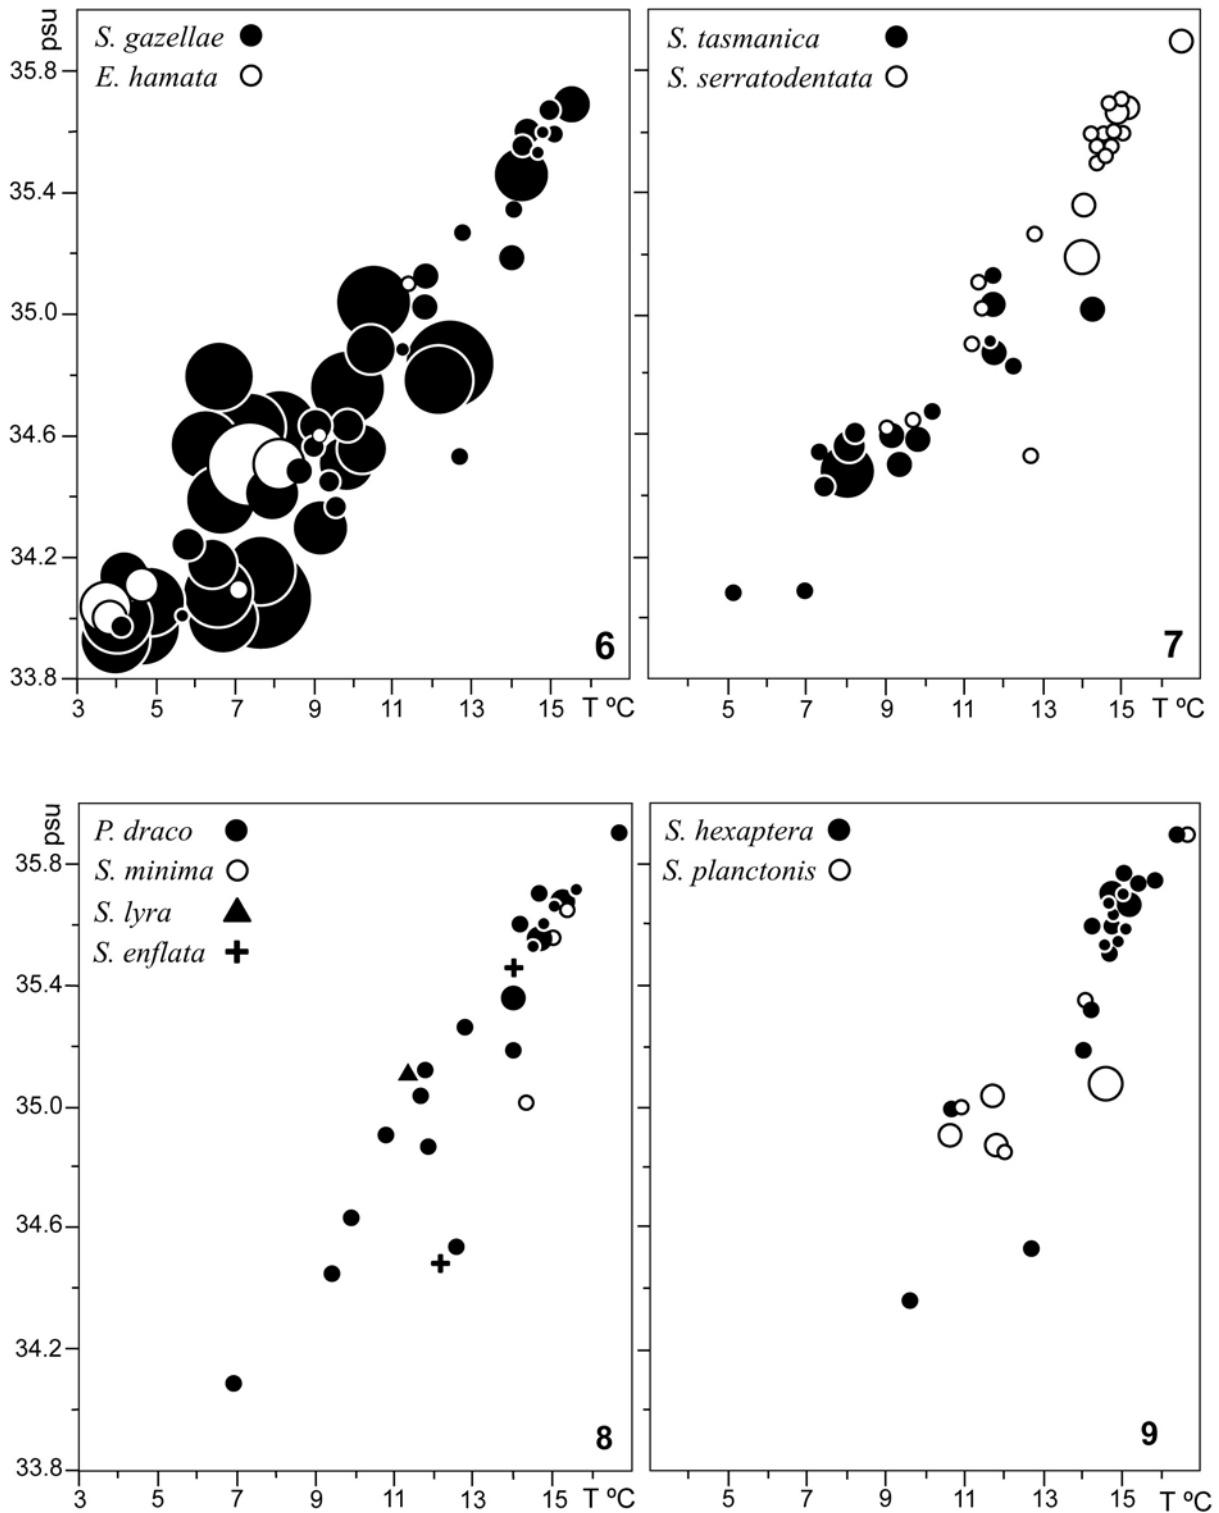 psu
S. gazellae
E. hamata
35.8
35.4
35.0
34.6
34.2
33.8
6
3 3 5 7 9 11 13 15 T ºC
S. tasmanica
S. serratodentata
7
5 7 9 11 13 15 T ºC
psu
P. draco
S. minima
S. lyra
S. enflata
35.8
35.4
35.0
34.6
34.2
33.8
8
3 5 7 9 11 13 15 T ºC
S. hexaptera
S. planctonis
9
5 7 9 11 13 15 T ºC